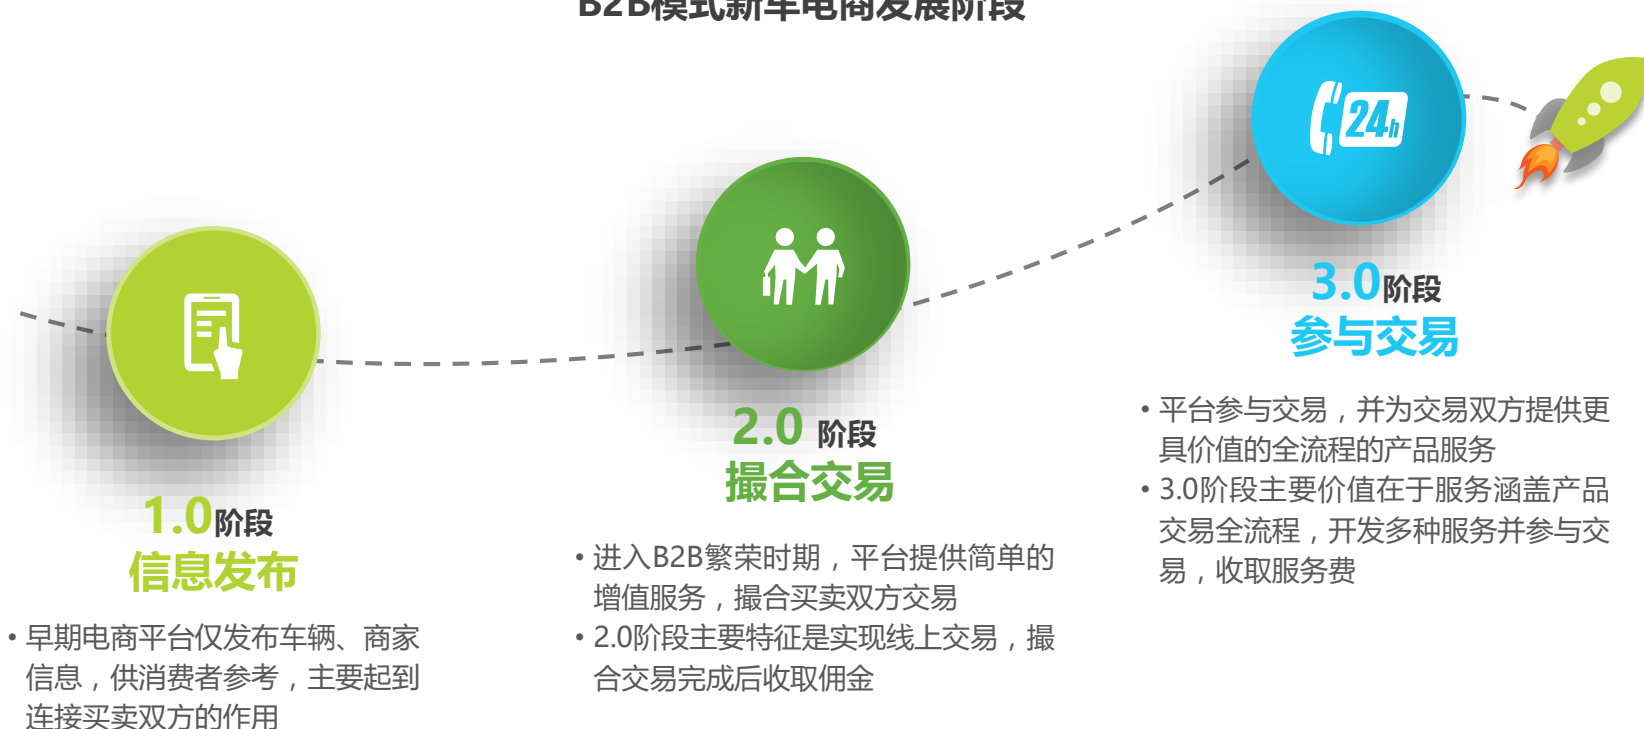 B2B模式新车电商发展阶段
24h
3.0阶段
参与交易
• 平台参与交易，并为交易双方提供更
具价值的全流程的产品服务
• 3.0阶段主要价值在于服务涵盖产品
交易全流程，开发多种服务并参与交
易，收取服务费
2.0 阶段
撮合交易
• 进入B2B繁荣时期，平台提供简单的
增值服务，撮合买卖双方交易
• 2.0阶段主要特征是实现线上交易，撮
合交易完成后收取佣金
1.0阶段
信息发布
• 早期电商平台仅发布车辆、商家
信息，供消费者参考，主要起到
连接买卖双方的作用